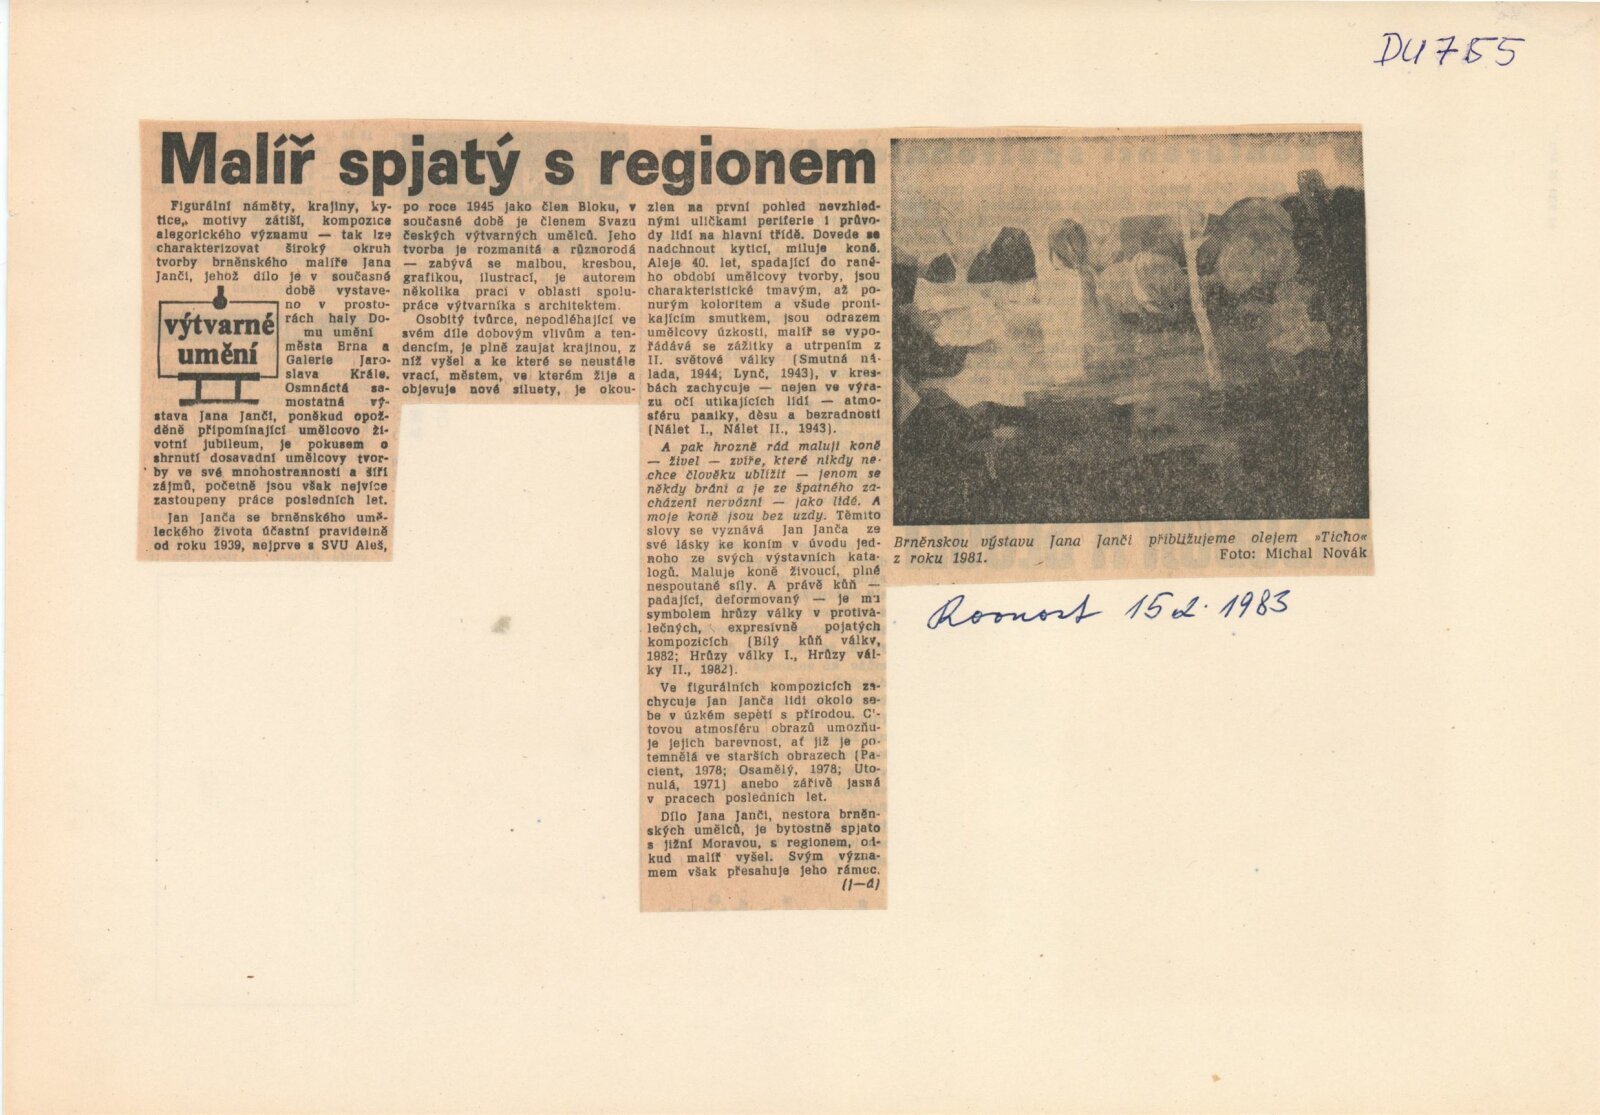 DU 755
Malíř spjatý s regionem
Figurální náměty, krajiny, ky-
tice, motivy zátiší, kompozice
alegorického významu — tak lze
charakterizovat široký okruh
tvorby brněnského malíře Jana
Janči, jehož dílo je v současné
době vystave-
no v prosto-
rách haly Do-
mu umění
města Brna a
Galerie Jaro-
slava Krále.
Osmnáctá sa-
mostatná vý-
výtvarné
umění
stava Jana Janči, poněkud opož-
děně připomínající umělcovo ži-
votní jubileum, je pokusem o
shrnutí dosavadní umělcovy tvor-
by ve své mnohostrannosti a šíři
zájmů, početně jsou však nejvíce
zastoupeny práce posledních let.
Jan Janča se brněnského umě-
leckého života účastní pravidelně
od roku 1939, nejprve s SVU Aleš,
po roce 1945 jako člen Bloku, v
současné době je členem Svazu
českých výtvarných umělců. Jeho
tvorba je rozmanitá a různorodá
— zabývá se malbou, kresbou,
grafikou, ilustrací, je autorem
několika prací v oblasti spolu-
práce výtvarníka s architektem.
Osobitý tvůrce, nepodléhající ve
svém díle dobovým vlivům a ten-
dencím, je plně zaujat krajinou, z
níž vyšel a ke které se neustále
vrací, městem, ve kterém žije a
objevuje nové siluety, je okou-
zlen na první pohled nevzhled-
nými uličkami periferie i průvo-
dy lidí na hlavní třídě. Dovede se
nadchnout kyticí, miluje koně.
Aleje 40. let, spadající do rané-
ho období umělcovy tvorby, jsou
charakteristické tmavým, až po-
nurým koloritem a všude proni-
kajícím smutkem, jsou odrazem
umělcovy úzkosti, malíř se vypo-
řádává se zážitky a utrpením z
II. světové války (Smutná ná-
lada, 1944; Lynč, 1943), v kres-
bách zachycuje — nejen ve výra-
zu očí utíkajících lidí — atmo-
sféru paniky, děsu a bezradnosti
(Nálet I., Nálet II., 1943).
A pak hrozně rád maluji koně
— živel — zvíře, které nikdy ne-
chce člověku ublížit — jenom se
někdy brání a je ze špatného za-
cházení nervózní — jako lidé. A
moje koně jsou bez uzdy. Těmito
slovy se vyznává Jan Janča ze
své lásky ke koním v úvodu jed-
noho ze svých výstavních kata-
logů. Maluje koně živoucí, plné
nespoutané síly. A právě kůň —
padající, deformovaný — je mu
symbolem hrůzy války v protivá-
lečných, expresívně pojatých
kompozicích (Bílý kůň války,
1982; Hrůzy války I., Hrůzy vál-
ky II., 1982).
Ve figurálních kompozicích za-
chycuje Jan Janča lidi okolo se-
be v úzkém sepětí s přírodou. Ci-
tovou atmosféru obrazů umozňu-
je jejich barevnost, ať již je po-
temnělá ve starších obrazech (Pa-
cient, 1978; Osamělý, 1978; Uto-
nulá, 1971) anebo zářivě jasná
v pracech posledních let.
Dílo Jana Janči, nestora brněn-
ských umělců, je bytostně spjato
s jižní Moravou, s regionem, od-
kud malíř vyšel. Svým význa-
mem však přesahuje jeho rámec.
(j—a)
Brněnskou výstavu Jana Janči přibližujeme olejem »Ticho«
z roku 1981. Foto: Michal Novák
Rovnost 15. 2. 1983